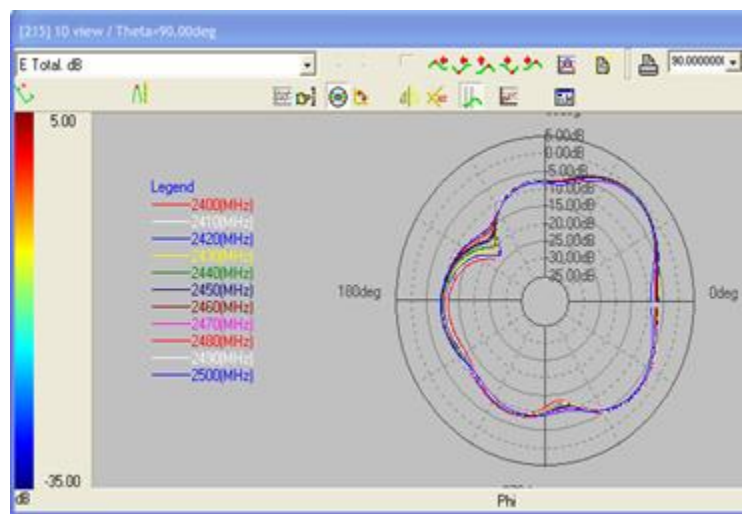 [215] 1D view / Theta=90.00deg
E Total. dB
90.000000(
5.00
5.00dB
0.00dB
-5.00dB
-10.00dB
-15.00dB
-20.00dB
-25.00dB
-30.00dB
-35.00dB
Legend
2400(MHz)
2410(MHz)
2420(MHz)
2430(MHz)
2440(MHz)
2450(MHz)
2460(MHz)
2470(MHz)
2480(MHz)
2490(MHz)
2500(MHz)
180deg
0deg
-35.00
dB
Phi